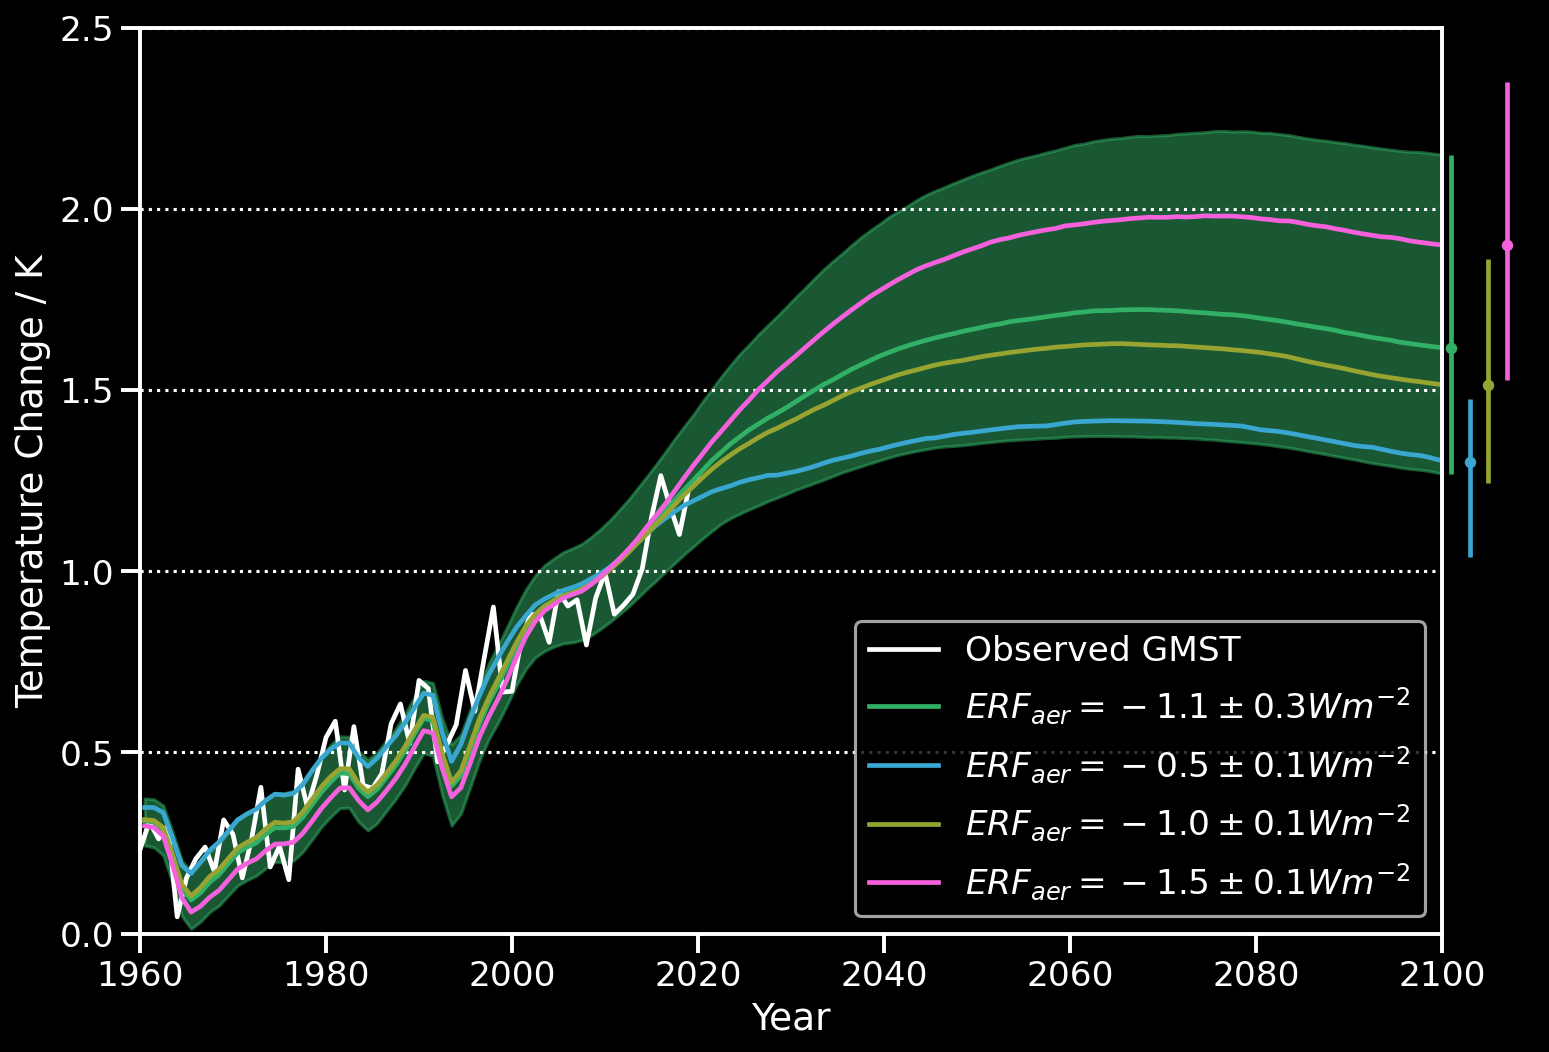 2.5
2.0
1.5
1.0
0.5
0.0
Temperature Change / K
Observed GMST
ERF_aer = −1.1 ± 0.3Wm⁻²
ERF_aer = −0.5 ± 0.1Wm⁻²
ERF_aer = −1.0 ± 0.1Wm⁻²
ERF_aer = −1.5 ± 0.1Wm⁻²
1960 1980 2000 2020 2040 2060 2080 2100
Year